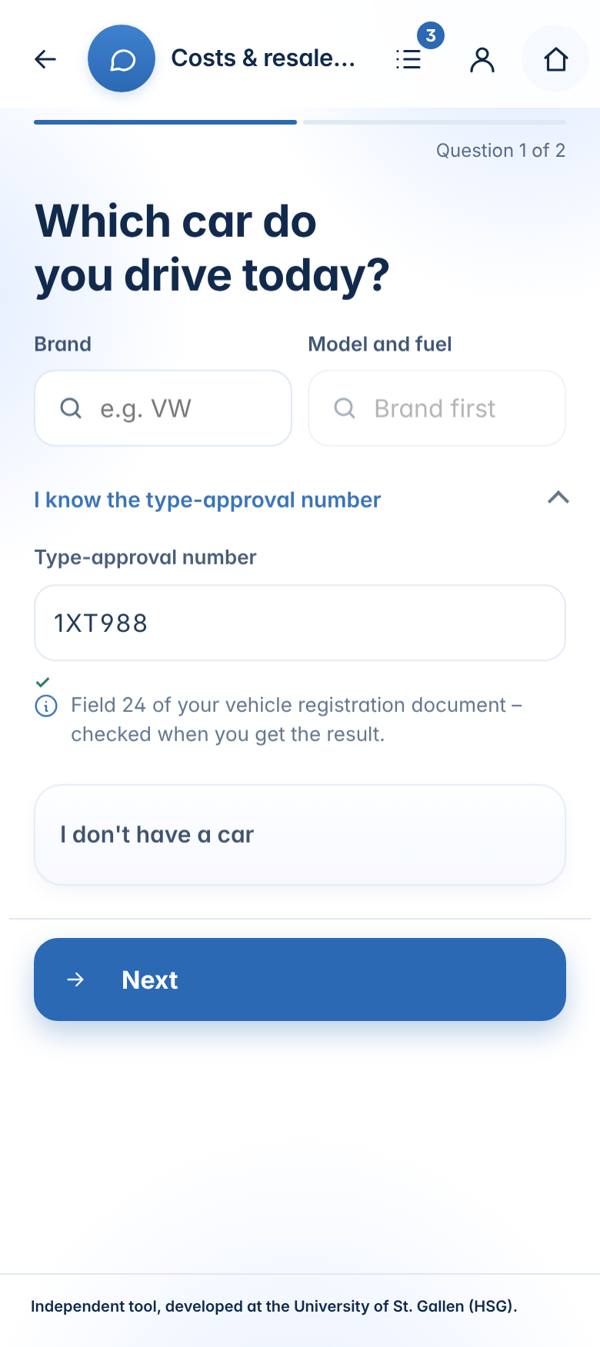 Costs & resale...
3
Question 1 of 2
Which car do
you drive today?
Brand
Model and fuel
e.g. VW
Brand first
I know the type-approval number
Type-approval number
1XT988
Field 24 of your vehicle registration document –
checked when you get the result.
I don't have a car
Next
Independent tool, developed at the University of St. Gallen (HSG).